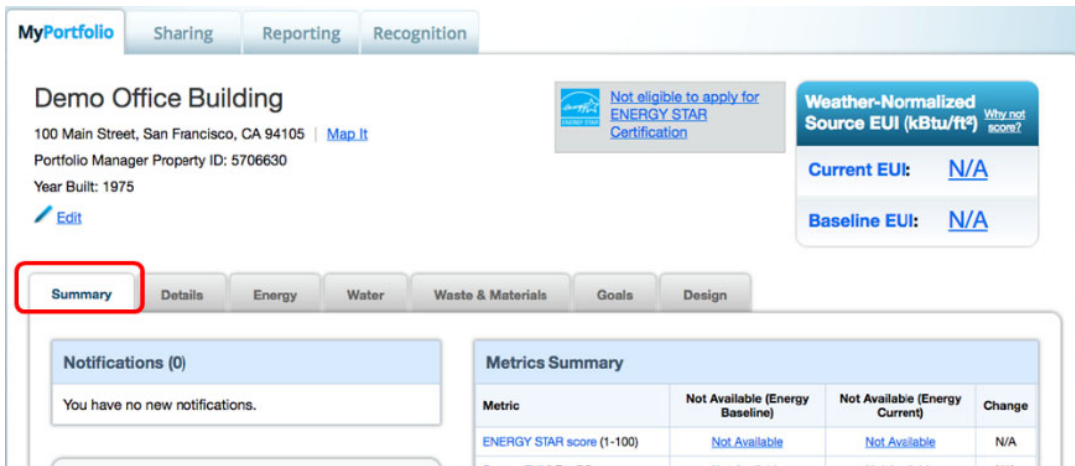 MyPortfolio Sharing Reporting Recognition
Demo Office Building
100 Main Street, San Francisco, CA 94105 | Map It
Portfolio Manager Property ID: 5706630
Year Built: 1975
Edit
ENERGY STAR
Not eligible to apply for
ENERGY STAR
Certification
Weather-Normalized
Source EUI (kBtu/ft²)
Why not
score?
Current EUI: N/A
Baseline EUI: N/A
Summary Details Energy Water Waste & Materials Goals Design
Notifications (0)
You have no new notifications.
Metrics Summary
Metric Not Available (Energy Baseline) Not Available (Energy Current) Change
ENERGY STAR score (1-100) Not Available Not Available N/A